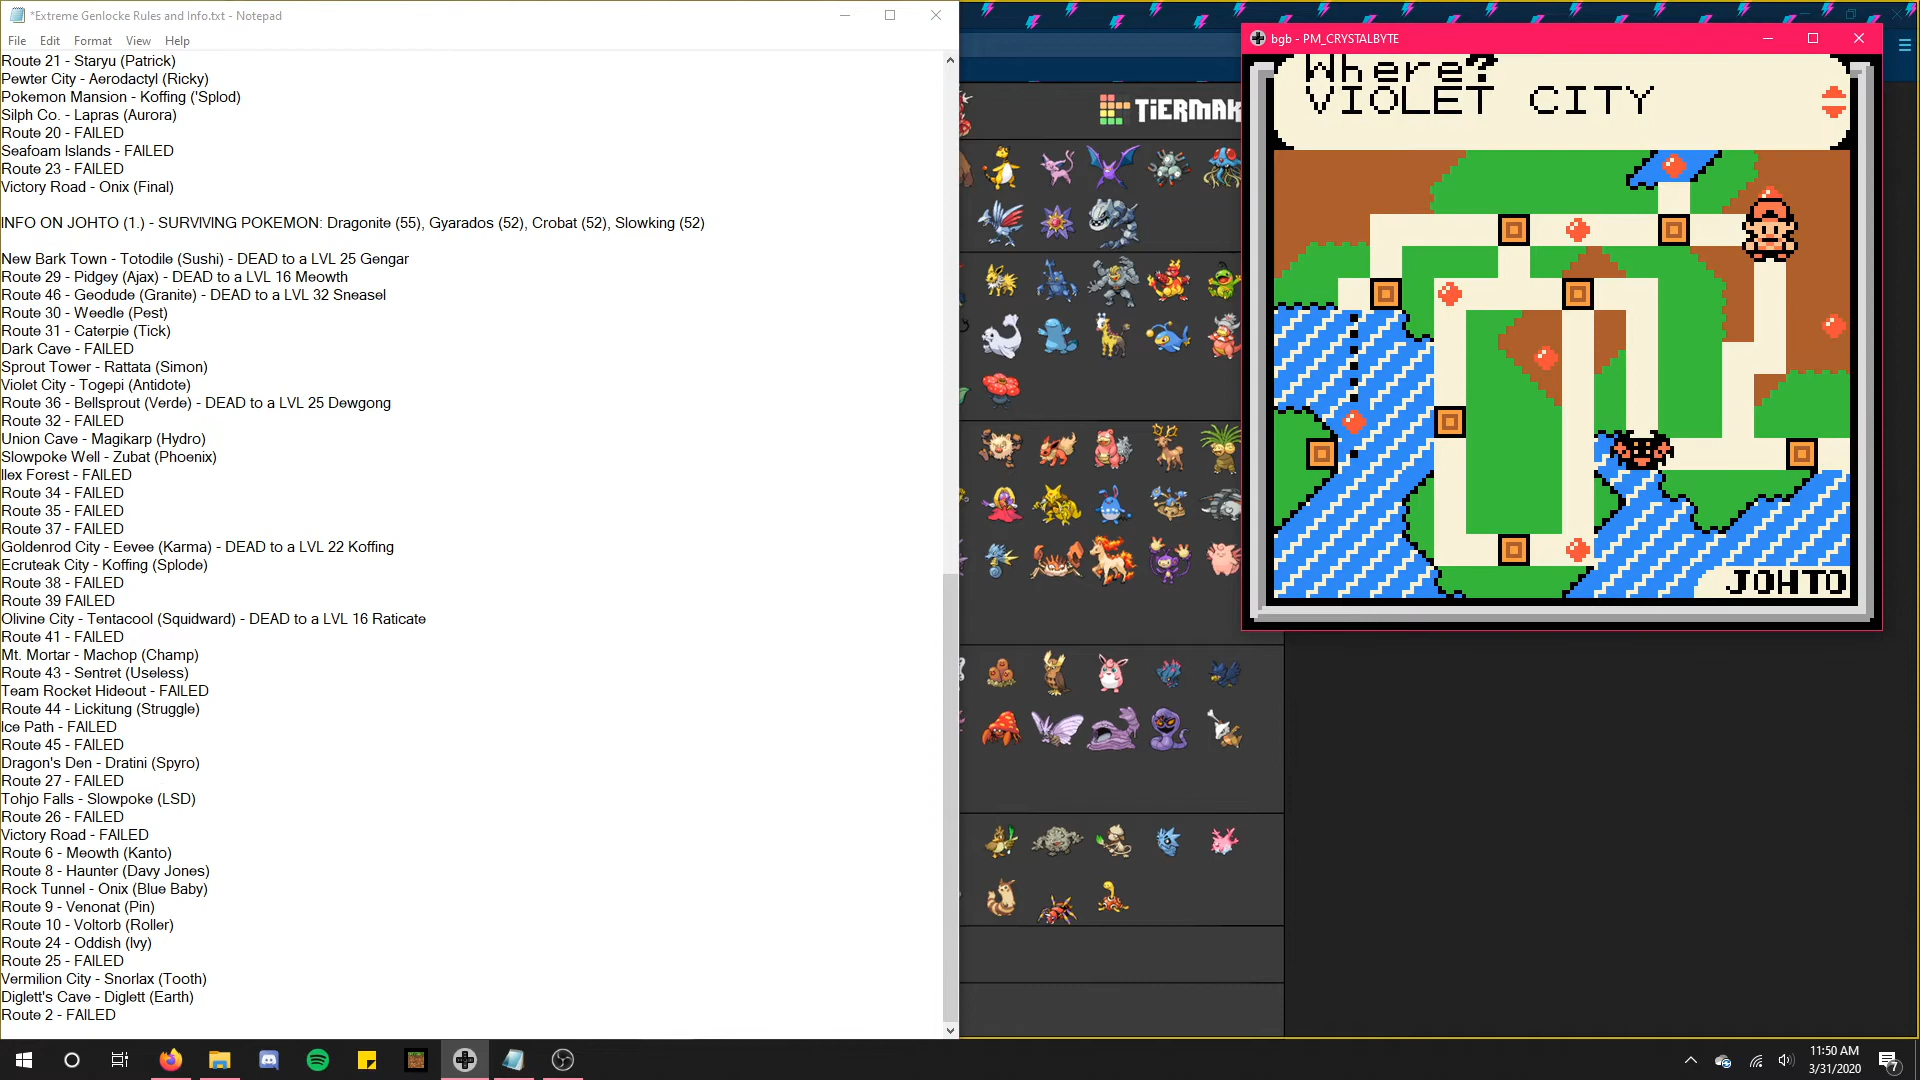 *Extreme Genlocke Rules and Info.txt - Notepad
File Edit Format View Help
Route 21 - Staryu (Patrick)
Pewter City - Aerodactyl (Ricky)
Pokemon Mansion - Koffing ('Splod)
Silph Co. - Lapras (Aurora)
Route 20 - FAILED
Seafoam Islands - FAILED
Route 23 - FAILED
Victory Road - Onix (Final)
INFO ON JOHTO (1.) - SURVIVING POKEMON: Dragonite (55), Gyarados (52), Crobat (52), Slowking (52)
New Bark Town - Totodile (Sushi) - DEAD to a LVL 25 Gengar
Route 29 - Pidgey (Ajax) - DEAD to a LVL 16 Meowth
Route 46 - Geodude (Granite) - DEAD to a LVL 32 Sneasel
Route 30 - Weedle (Pest)
Route 31 - Caterpie (Tick)
Dark Cave - FAILED
Sprout Tower - Rattata (Simon)
Violet City - Togepi (Antidote)
Route 36 - Bellsprout (Verde) - DEAD to a LVL 25 Dewgong
Route 32 - FAILED
Union Cave - Magikarp (Hydro)
Slowpoke Well - Zubat (Phoenix)
Ilex Forest - FAILED
Route 34 - FAILED
Route 35 - FAILED
Route 37 - FAILED
Goldenrod City - Eevee (Karma) - DEAD to a LVL 22 Koffing
Ecruteak City - Koffing (Splode)
Route 38 - FAILED
Route 39 FAILED
Olivine City - Tentacool (Squidward) - DEAD to a LVL 16 Raticate
Route 41 - FAILED
Mt. Mortar - Machop (Champ)
Route 43 - Sentret (Useless)
Team Rocket Hideout - FAILED
Route 44 - Lickitung (Struggle)
Ice Path - FAILED
Route 45 - FAILED
Dragon's Den - Dratini (Spyro)
Route 27 - FAILED
Tohjo Falls - Slowpoke (LSD)
Route 26 - FAILED
Victory Road - FAILED
Route 6 - Meowth (Kanto)
Route 8 - Haunter (Davy Jones)
Rock Tunnel - Onix (Blue Baby)
Route 9 - Venonat (Pin)
Route 10 - Voltorb (Roller)
Route 24 - Oddish (Ivy)
Route 25 - FAILED
Vermilion City - Snorlax (Tooth)
Diglett's Cave - Diglett (Earth)
Route 2 - FAILED
TiERMAK
bgb - PM_CRYSTALBYTE
Where?
VIOLET CITY
JOHTO
11:50 AM
3/31/2020
7